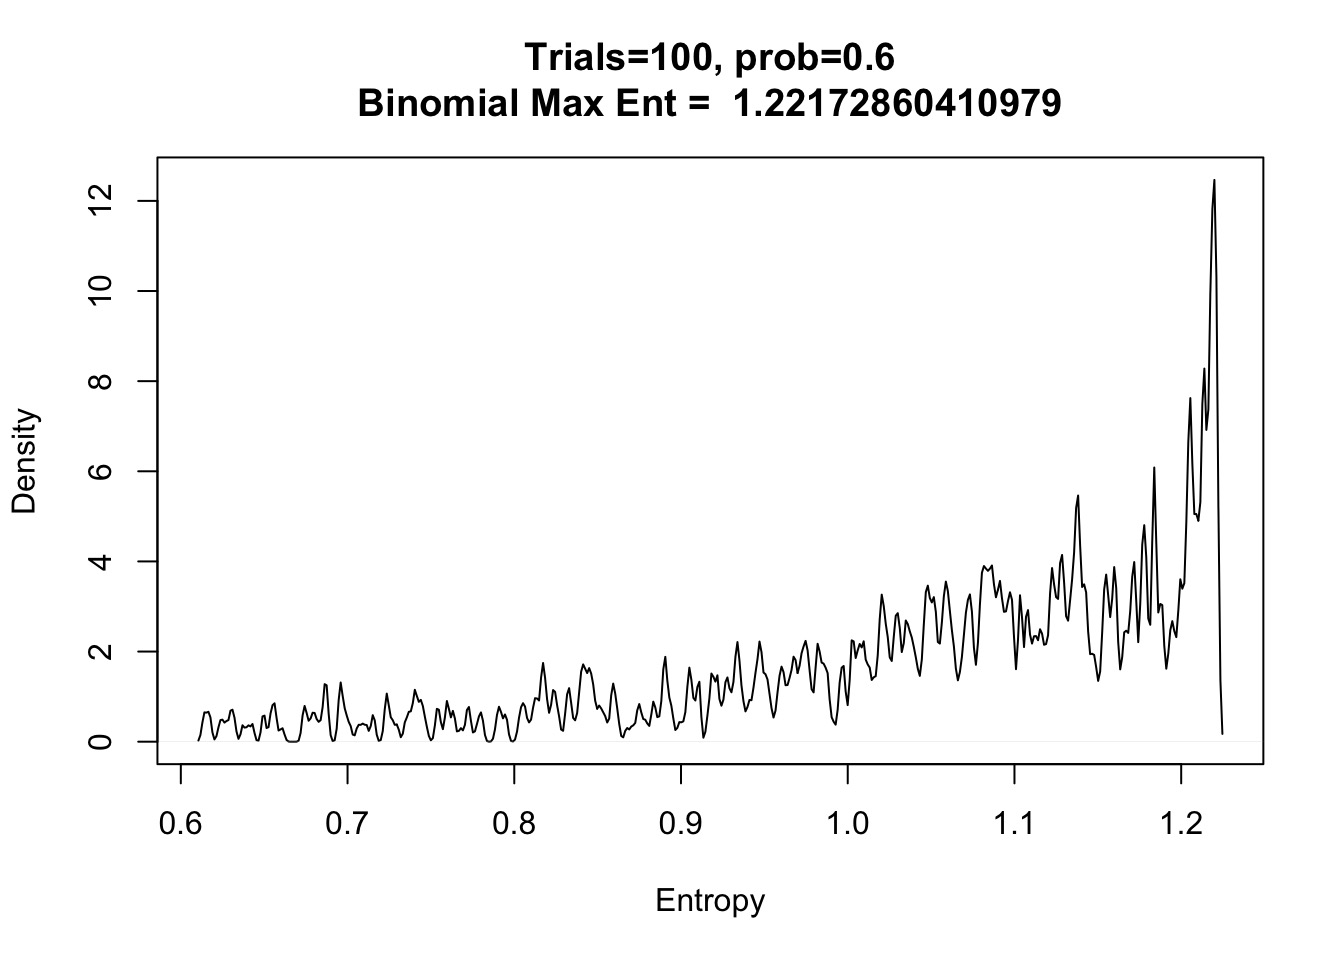 Trials=100, prob=0.6
Binomial Max Ent =  1.22172860410979
Density
12
10
8
6
4
2
0
0.6 0.7 0.8 0.9 1.0 1.1 1.2
Entropy